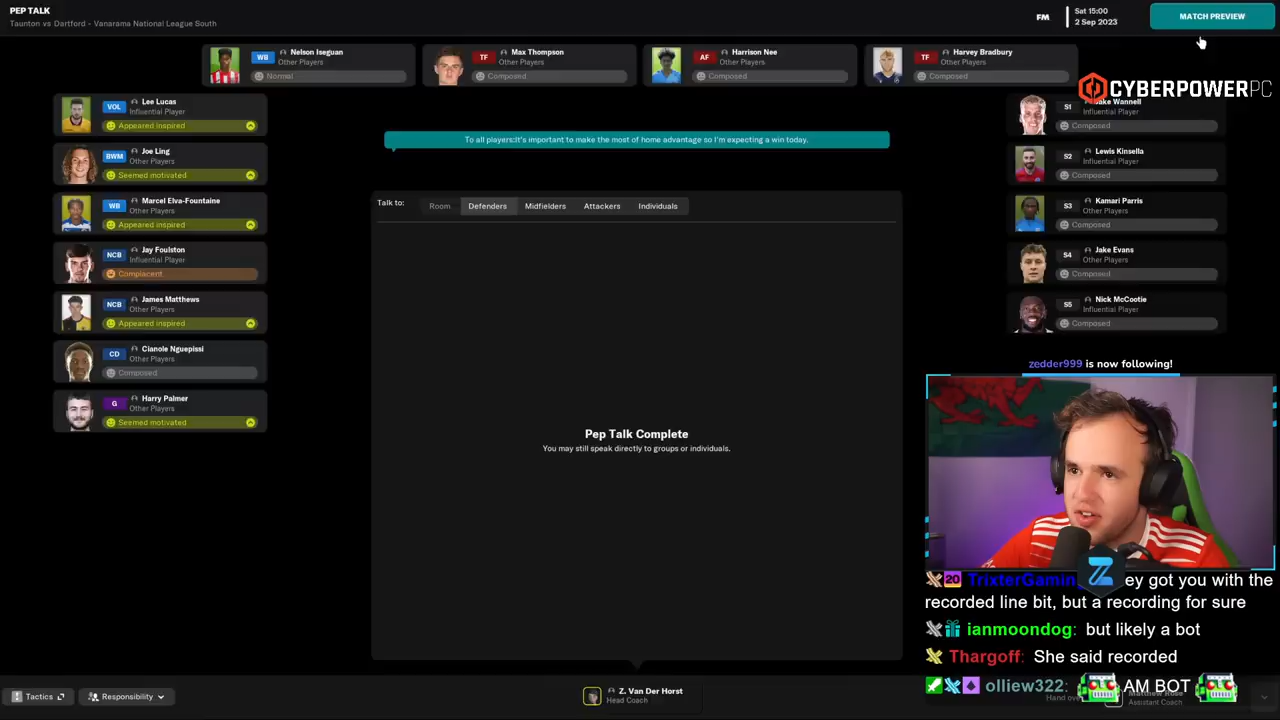 PEP TALK
Taunton vs Dartford - Vanarama National League South
FM
Sat 15:00
2 Sep 2023
MATCH PREVIEW
WB
Nelson Iseguan
Other Players
Normal
TF
Max Thompson
Other Players
Composed
AF
Harrison Nee
Other Players
Composed
TF
Harvey Bradbury
Other Players
Composed
CYBERPOWERPC
VOL
Lee Lucas
Influential Player
Appeared inspired
BWM
Joe Ling
Other Players
Seemed motivated
WB
Marcel Elva-Fountaine
Other Players
Appeared inspired
NCB
Jay Foulston
Influential Player
Complacent
NCB
James Matthews
Other Players
Appeared inspired
CD
Cianole Nguepissi
Other Players
Composed
G
Harry Palmer
Other Players
Seemed motivated
To all players:It's important to make the most of home advantage so I'm expecting a win today.
Talk to:
Room
Defenders
Midfielders
Attackers
Individuals
Pep Talk Complete
You may still speak directly to groups or individuals.
S1
Wannell
Influential Player
Composed
S2
Lewis Kinsella
Influential Player
Composed
S3
Kamari Parris
Other Players
Composed
S4
Jake Evans
Other Players
Composed
S5
Nick McCootie
Influential Player
Composed
zedder999 is now following!
20 TrixterGamin ey got you with the
recorded line bit, but a recording for sure
ianmoondog: but likely a bot
Thargoff: She said recorded
olliew322: AM BOT
Tactics
Responsibility
Z. Van Der Horst
Head Coach
Hand ov
Assistant Coach